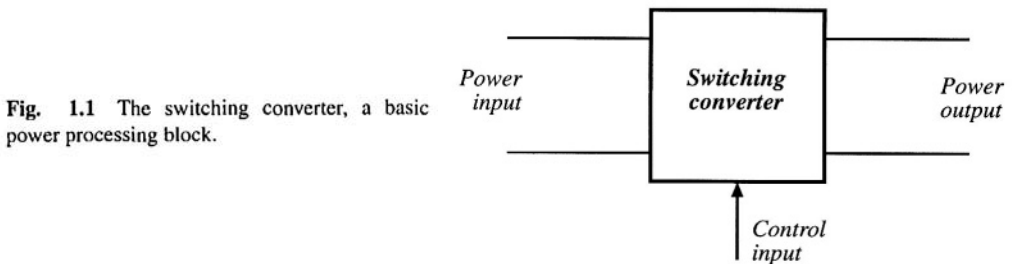 Fig. 1.1 The switching converter, a basic
power processing block.
Power
input
Switching
converter
Power
output
Control
input